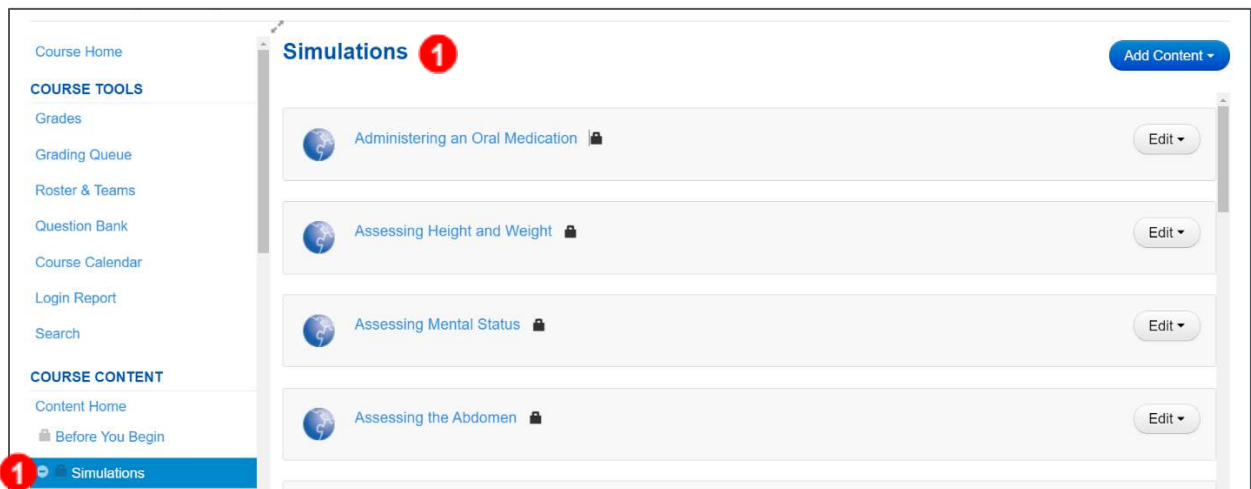 Course Home
COURSE TOOLS
Grades
Grading Queue
Roster & Teams
Question Bank
Course Calendar
Login Report
Search
COURSE CONTENT
Content Home
Before You Begin
1 Simulations
Simulations 1
Add Content
Administering an Oral Medication
Edit
Assessing Height and Weight
Edit
Assessing Mental Status
Edit
Assessing the Abdomen
Edit